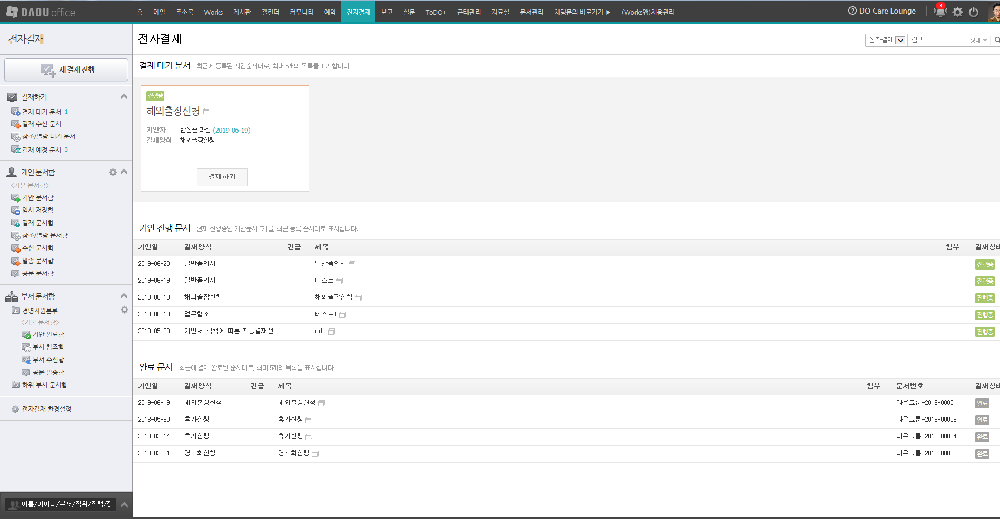 DAOU office
홈 메일 주소록 Works 게시판 캘린더 커뮤니티 예약 전자결재 보고 설문 ToDO+ 근태관리 자료실 문서관리 채팅문의 바로가기 ▶ (Works앱)채용관리
? DO Care Lounge 3
전자결재
새 결재 진행
결재하기
결재 대기 문서 1
결재 수신 문서
참조/열람 대기 문서
결재 예정 문서 3
개인 문서함
<기본 문서함>
기안 문서함
임시 저장함
결재 문서함
참조/열람 문서함
수신 문서함
발송 문서함
공문 문서함
부서 문서함
경영지원본부
<기본 문서함>
기안 완료함
부서 참조함
부서 수신함
공문 발송함
하위 부서 문서함
전자결재 환경설정
이름/아이디/부서/직위/직책/
전자결재
전자결재 검색 상세
결재 대기 문서 최근에 등록된 시간순서대로, 최대 5개의 목록을 표시합니다.
진행중
해외출장신청
기안자 한성준 과장 (2019-06-19)
결재양식 해외출장신청
결재하기
기안 진행 문서 현재 진행중인 기안문서 5개를, 최근 등록 순서대로 표시합니다.
기안일 결재양식 긴급 제목 첨부 결재상태
2019-06-20 일반품의서 일반품의서 진행중
2019-06-19 일반품의서 테스트 진행중
2019-06-19 해외출장신청 해외출장신청 진행중
2019-06-19 업무협조 테스트1 진행중
2018-05-30 기안서-직책에 따른 자동결재선 ddd 진행중
완료 문서 최근에 결재 완료된 순서대로, 최대 5개의 목록을 표시합니다.
기안일 결재양식 긴급 제목 첨부 문서번호 결재상태
2019-06-19 해외출장신청 해외출장신청 다우그룹-2019-00001 완료
2018-05-30 휴가신청 휴가신청 다우그룹-2018-00008 완료
2018-02-14 휴가신청 휴가신청 다우그룹-2018-00004 완료
2018-02-21 경조화신청 경조화신청 다우그룹-2018-00002 완료